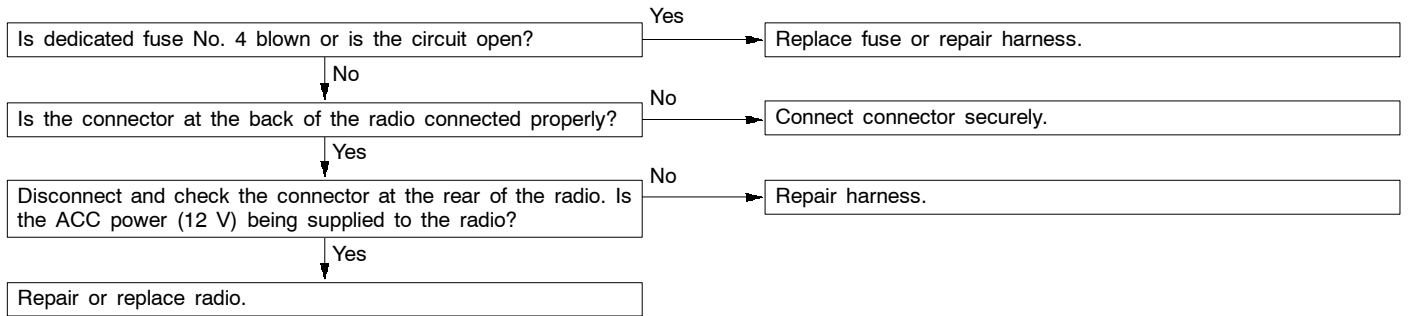 Is dedicated fuse No. 4 blown or is the circuit open?
Yes
Replace fuse or repair harness.
No
Is the connector at the back of the radio connected properly?
No
Connect connector securely.
Yes
Disconnect and check the connector at the rear of the radio. Is
the ACC power (12 V) being supplied to the radio?
No
Repair harness.
Yes
Repair or replace radio.